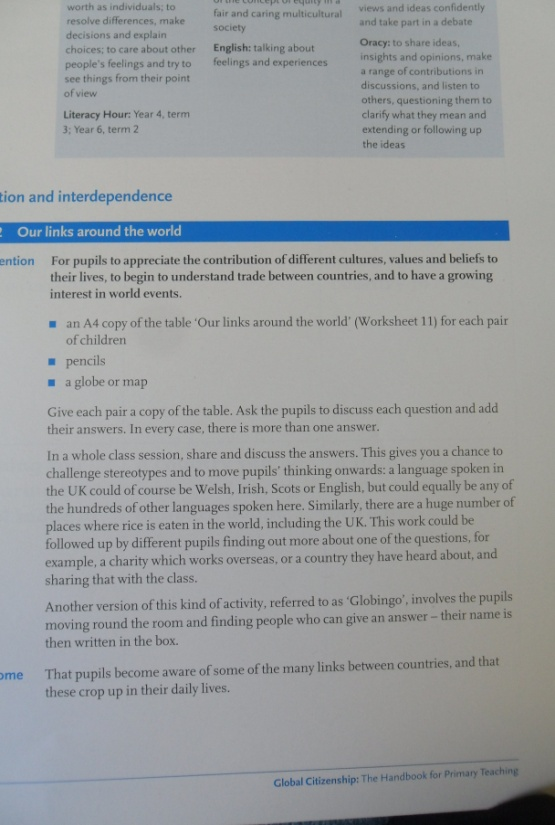 worth as individuals; to
resolve differences, make
decisions and explain
choices; to care about other
people's feelings and try to
see things from their point
of view
Literacy Hour: Year 4, term
3; Year 6, term 2
of the concept of equity in a
fair and caring multicultural
society
English: talking about
feelings and experiences
views and ideas confidently
and take part in a debate
Oracy: to share ideas,
insights and opinions, make
a range of contributions in
discussions, and listen to
others, questioning them to
clarify what they mean and
extending or following up
the ideas
tion and interdependence
2 Our links around the world
ention For pupils to appreciate the contribution of different cultures, values and beliefs to
their lives, to begin to understand trade between countries, and to have a growing
interest in world events.
an A4 copy of the table ‘Our links around the world’ (Worksheet 11) for each pair
of children
pencils
a globe or map
Give each pair a copy of the table. Ask the pupils to discuss each question and add
their answers. In every case, there is more than one answer.
In a whole class session, share and discuss the answers. This gives you a chance to
challenge stereotypes and to move pupils’ thinking onwards: a language spoken in
the UK could of course be Welsh, Irish, Scots or English, but could equally be any of
the hundreds of other languages spoken here. Similarly, there are a huge number of
places where rice is eaten in the world, including the UK. This work could be
followed up by different pupils finding out more about one of the questions, for
example, a charity which works overseas, or a country they have heard about, and
sharing that with the class.
Another version of this kind of activity, referred to as ‘Globingo’, involves the pupils
moving round the room and finding people who can give an answer – their name is
then written in the box.
ome That pupils become aware of some of the many links between countries, and that
these crop up in their daily lives.
Global Citizenship: The Handbook for Primary Teaching